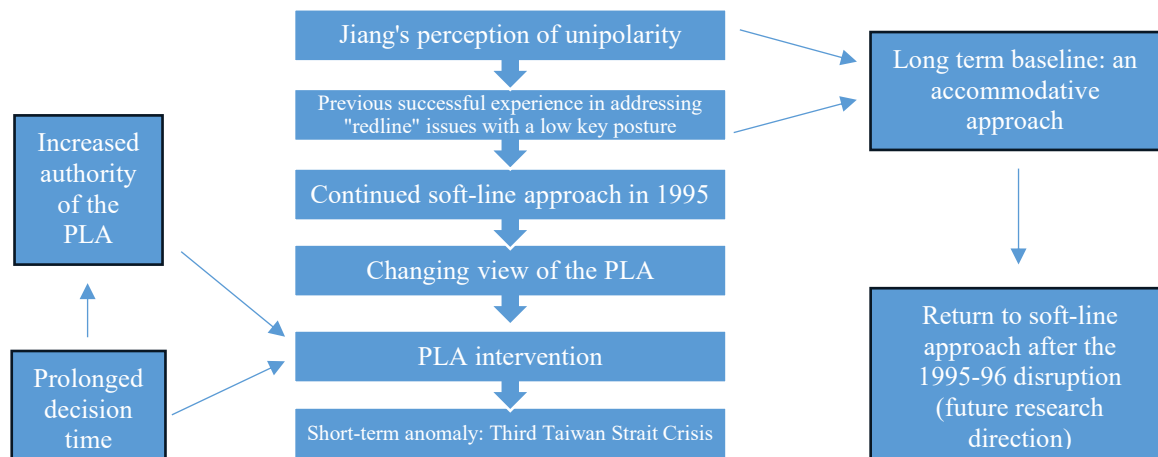 Jiang's perception of unipolarity
Previous successful experience in addressing
"redline" issues with a low key posture
Continued soft-line approach in 1995
Changing view of the PLA
PLA intervention
Short-term anomaly: Third Taiwan Strait Crisis
Increased
authority
of the
PLA
Prolonged
decision
time
Long term baseline: an
accommodative
approach
Return to soft-line
approach after the
1995-96 disruption
(future research
direction)